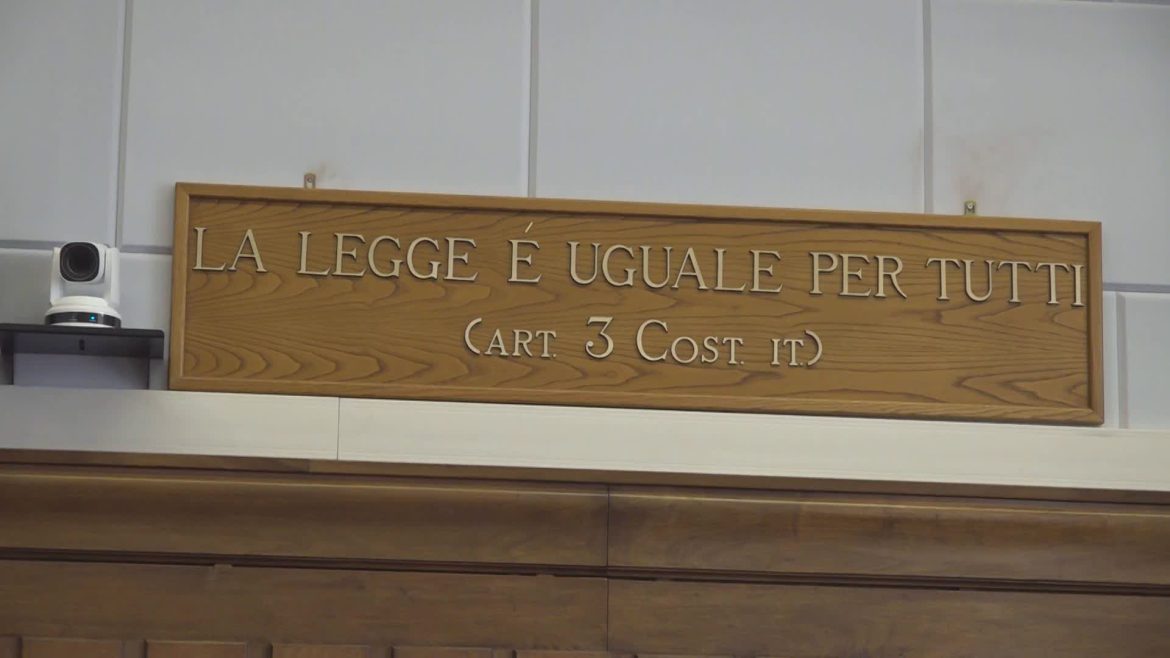 LA LEGGE É UGUALE PER TUTTI
(ART. 3 COST. IT.)